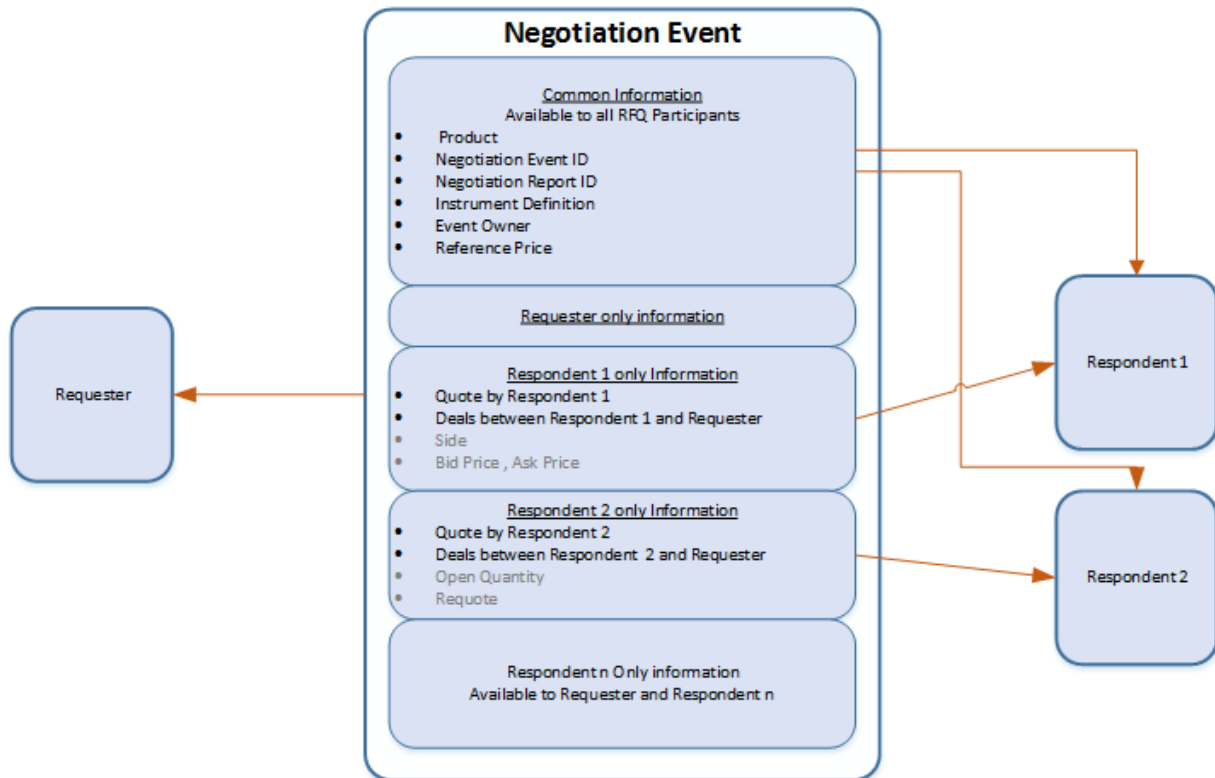 Negotiation Event
Common Information
Available to all RFQ Participants
• Product
• Negotiation Event ID
• Negotiation Report ID
• Instrument Definition
• Event Owner
• Reference Price
Requester only information
Requester
Respondent 1 only Information
• Quote by Respondent 1
• Deals between Respondent 1 and Requester
• Side
• Bid Price , Ask Price
Respondent 1
Respondent 2 only Information
• Quote by Respondent 2
• Deals between Respondent 2 and Requester
• Open Quantity
• Requote
Respondent 2
Respondent n Only information
Available to Requester and Respondent n